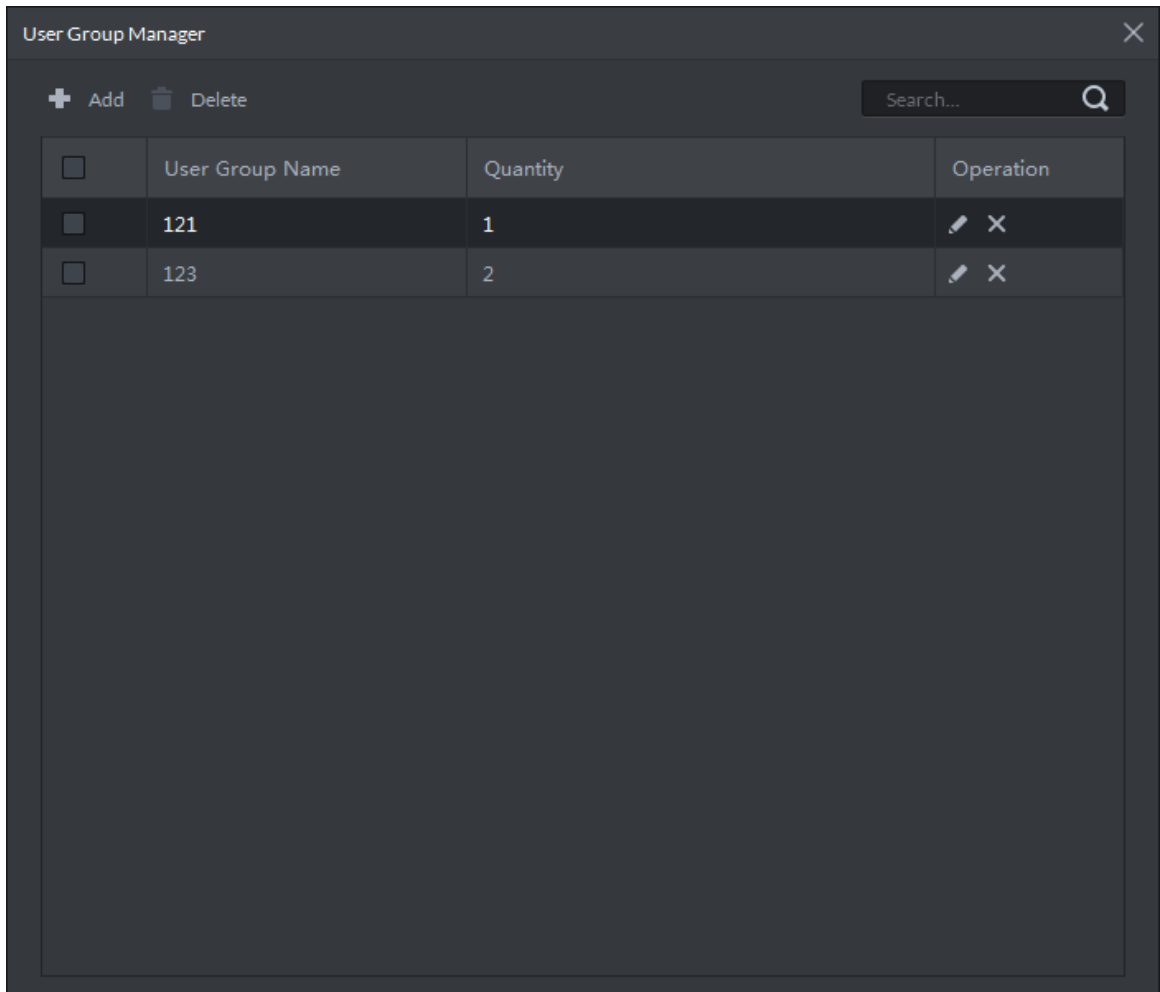 User Group Manager
Add Delete Search...
User Group Name Quantity Operation
121 1
123 2